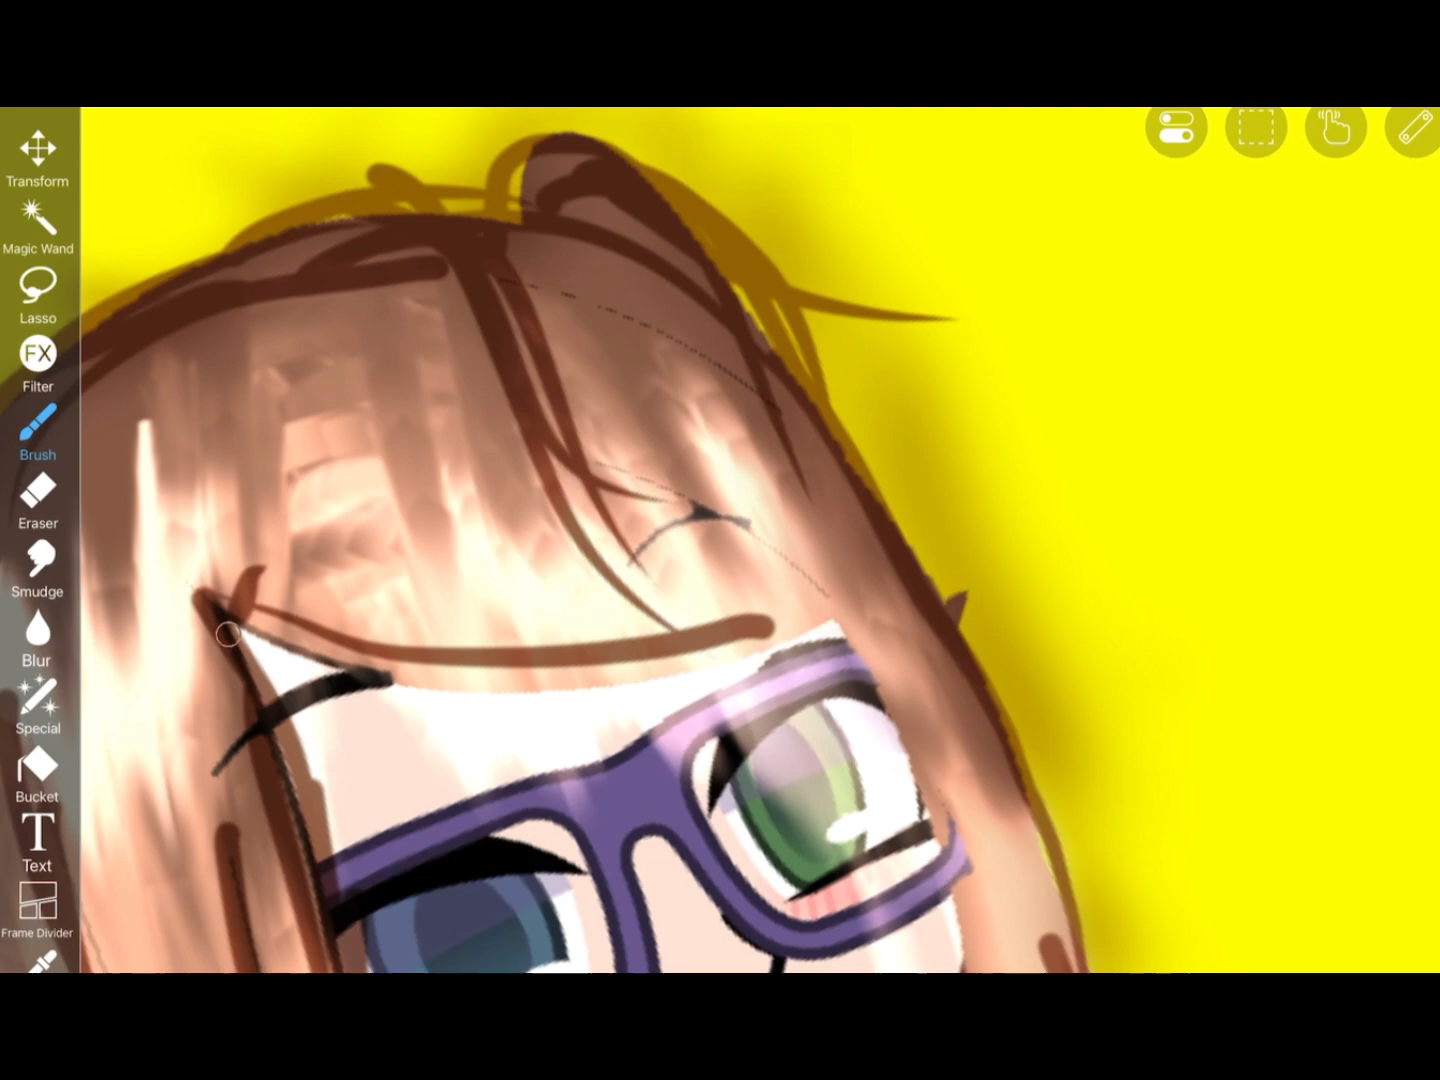 Transform
Magic Wand
Lasso
FX
Filter
Brush
Eraser
Smudge
Blur
Special
Bucket
T
Text
Frame Divider